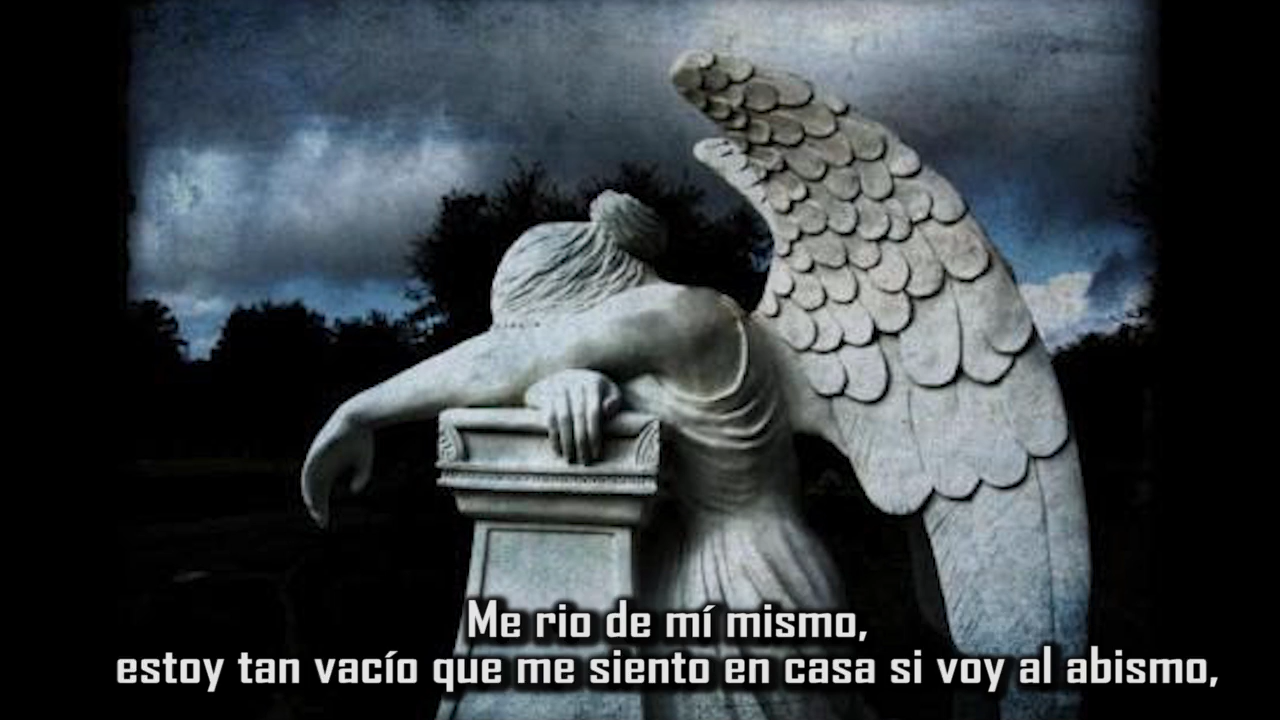 Me rio de mí mismo,
estoy tan vacío que me siento en casa si voy al abismo,